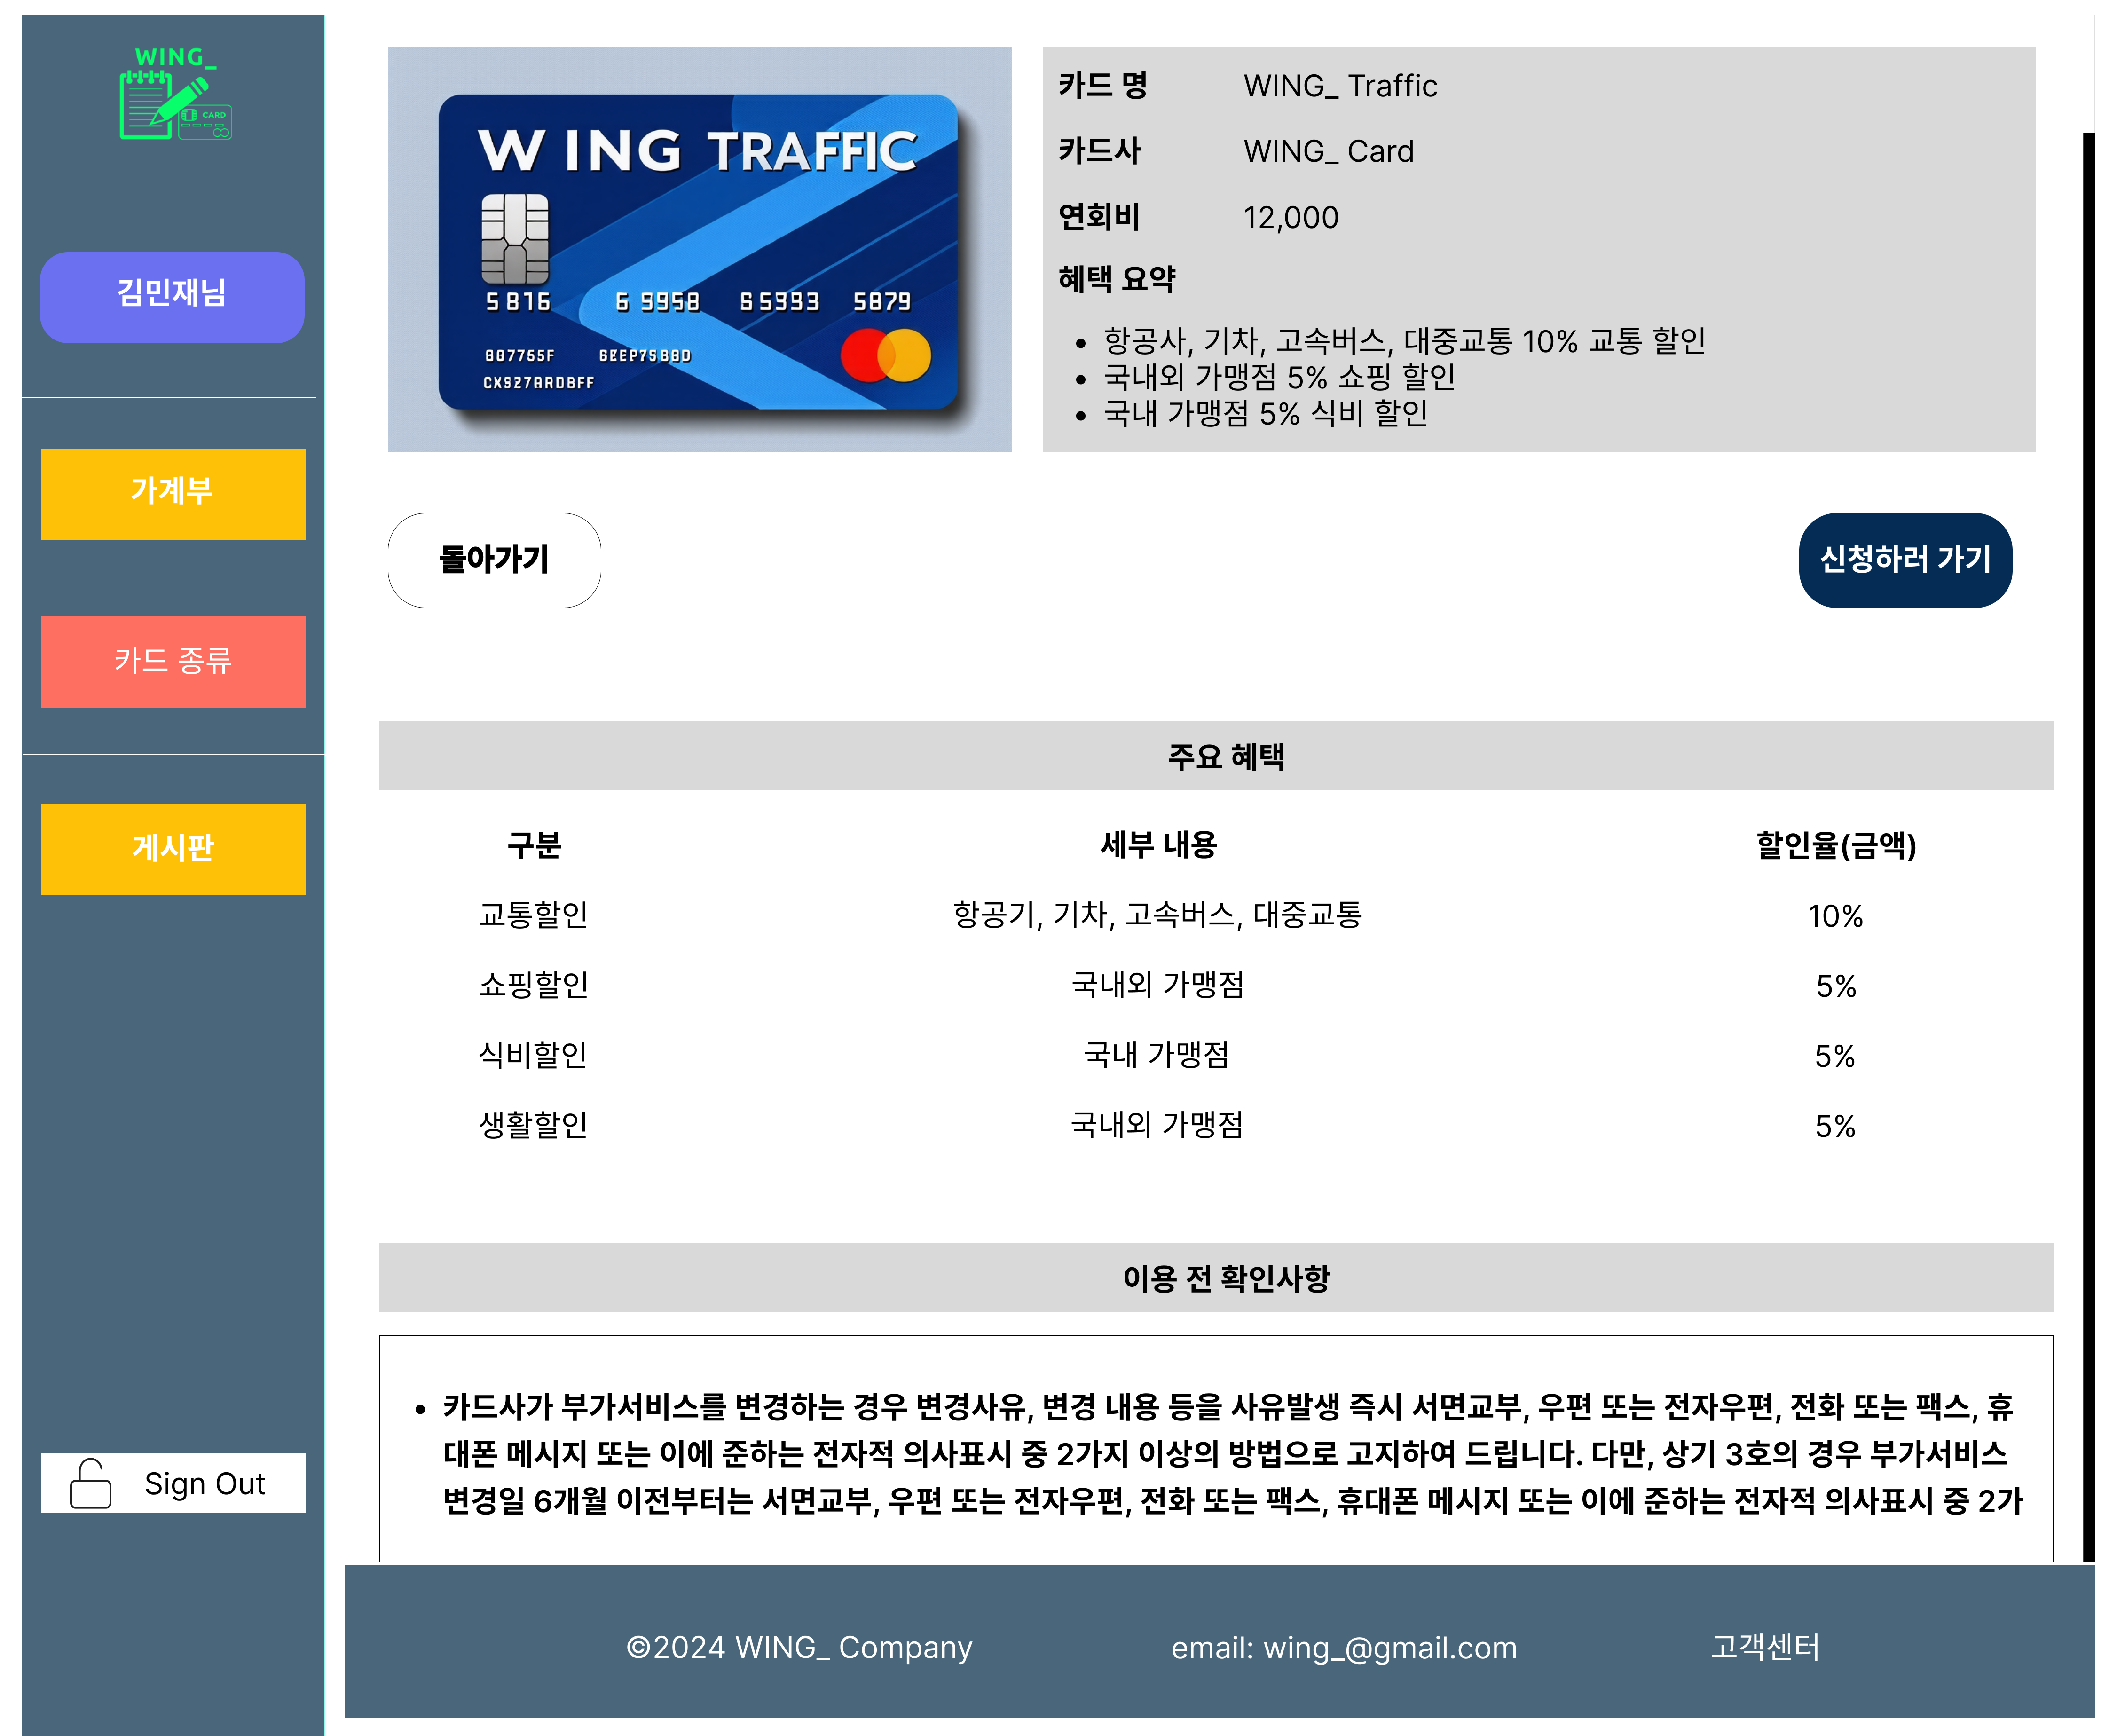 WING_
CARD
김민재님
가계부
카드 종류
게시판
Sign Out
W ING TRAFFIC
5879
카드 명 WING_ Traffic
카드사 WING_ Card
연회비 12,000
혜택 요약
• 항공사, 기차, 고속버스, 대중교통 10% 교통 할인
• 국내외 가맹점 5% 쇼핑 할인
• 국내 가맹점 5% 식비 할인
돌아가기
신청하러 가기
주요 혜택
구분 세부 내용 할인율(금액)
교통할인 항공기, 기차, 고속버스, 대중교통 10%
쇼핑할인 국내외 가맹점 5%
식비할인 국내 가맹점 5%
생활할인 국내외 가맹점 5%
이용 전 확인사항
• 카드사가 부가서비스를 변경하는 경우 변경사유, 변경 내용 등을 사유발생 즉시 서면교부, 우편 또는 전자우편, 전화 또는 팩스, 휴
대폰 메시지 또는 이에 준하는 전자적 의사표시 중 2가지 이상의 방법으로 고지하여 드립니다. 다만, 상기 3호의 경우 부가서비스
변경일 6개월 이전부터는 서면교부, 우편 또는 전자우편, 전화 또는 팩스, 휴대폰 메시지 또는 이에 준하는 전자적 의사표시 중 2가
©2024 WING_ Company email: wing_@gmail.com 고객센터